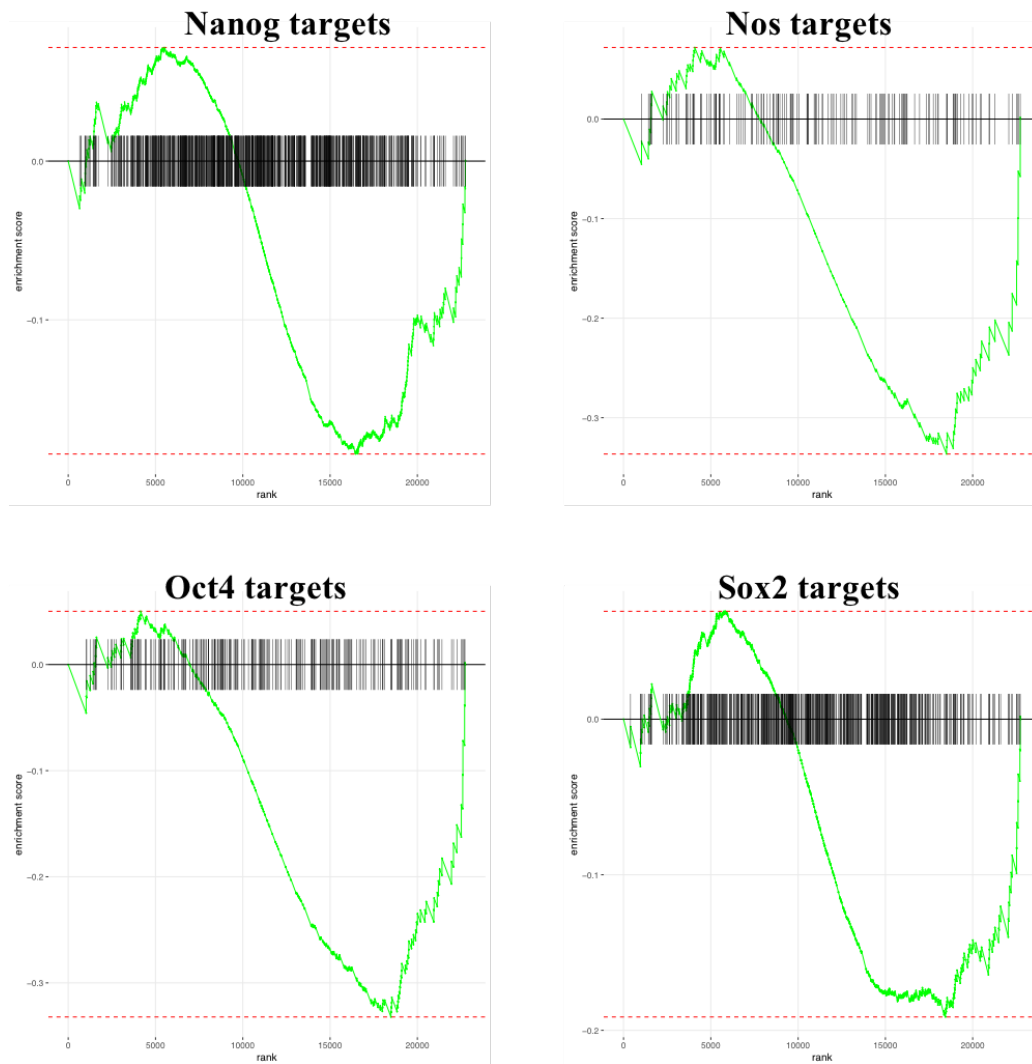 Nanog targets
0.0
−0.1
enrichment score
0
5000
10000
15000
20000
rank
Nos targets
0.0
−0.1
−0.2
−0.3
enrichment score
0
5000
10000
15000
20000
rank
Oct4 targets
0.0
−0.1
−0.2
−0.3
enrichment score
0
5000
10000
15000
20000
rank
Sox2 targets
0.0
−0.1
−0.2
enrichment score
0
5000
10000
15000
20000
rank